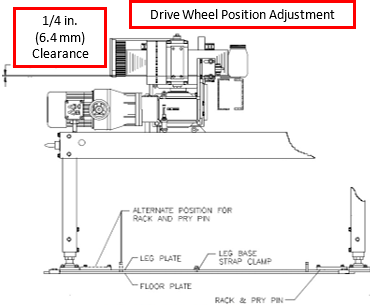 Drive Wheel Position Adjustment
1/4 in.
(6.4 mm)
Clearance
ALTERNATE POSITION FOR
RACK AND PRY PIN
LEG PLATE
LEG BASE
STRAP CLAMP
FLOOR PLATE
RACK & PRY PIN